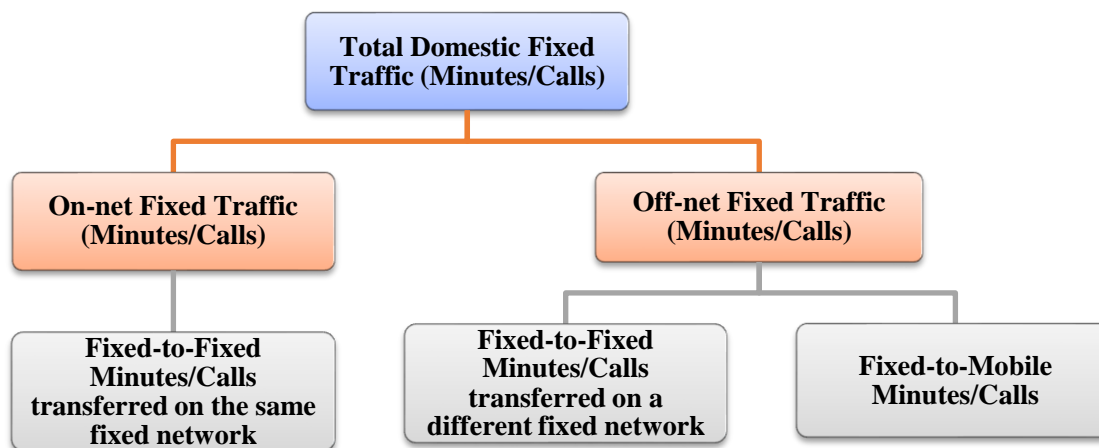 Total Domestic Fixed
Traffic (Minutes/Calls)
On-net Fixed Traffic
(Minutes/Calls)
Off-net Fixed Traffic
(Minutes/Calls)
Fixed-to-Fixed
Minutes/Calls
transferred on the same
fixed network
Fixed-to-Fixed
Minutes/Calls
transferred on a
different fixed network
Fixed-to-Mobile
Minutes/Calls